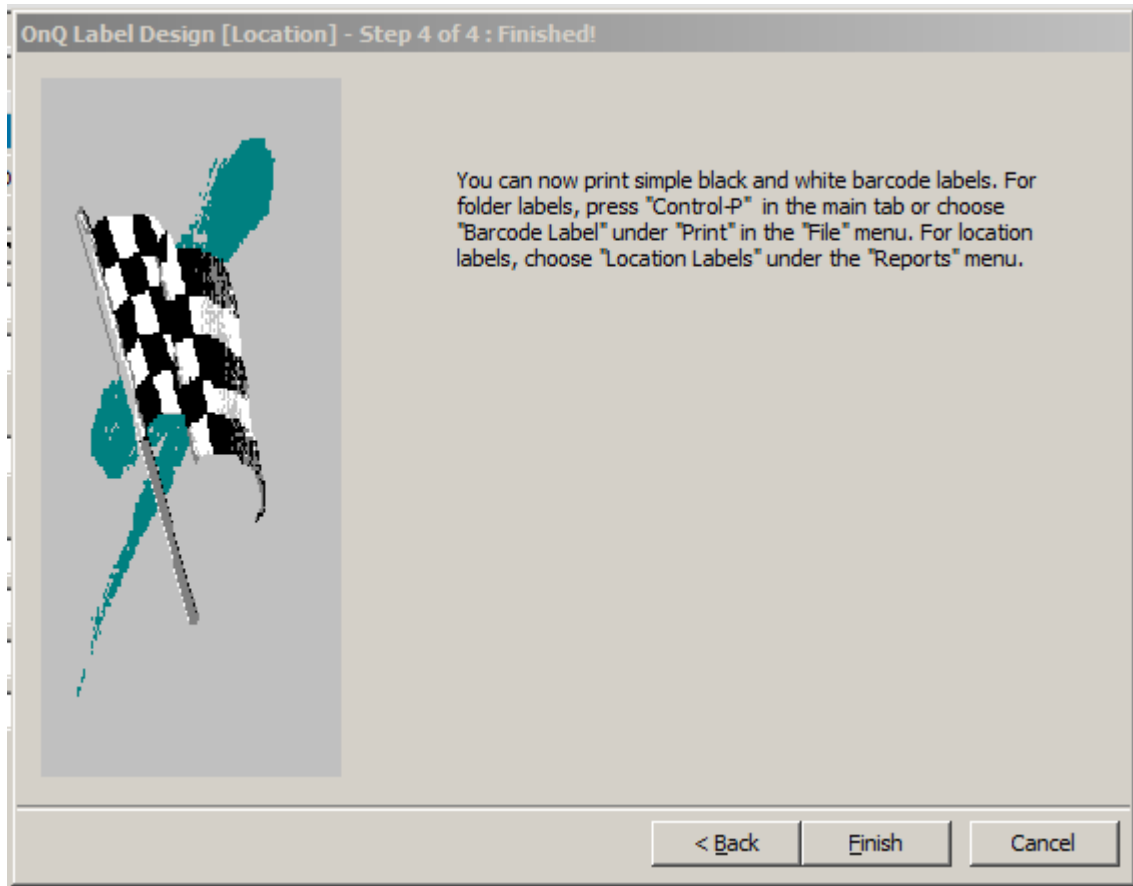 OnQ Label Design [Location] - Step 4 of 4 : Finished!
You can now print simple black and white barcode labels. For
folder labels, press "Control-P"  in the main tab or choose
"Barcode Label" under "Print" in the "File" menu. For location
labels, choose "Location Labels" under the "Reports" menu.
< Back
Finish
Cancel